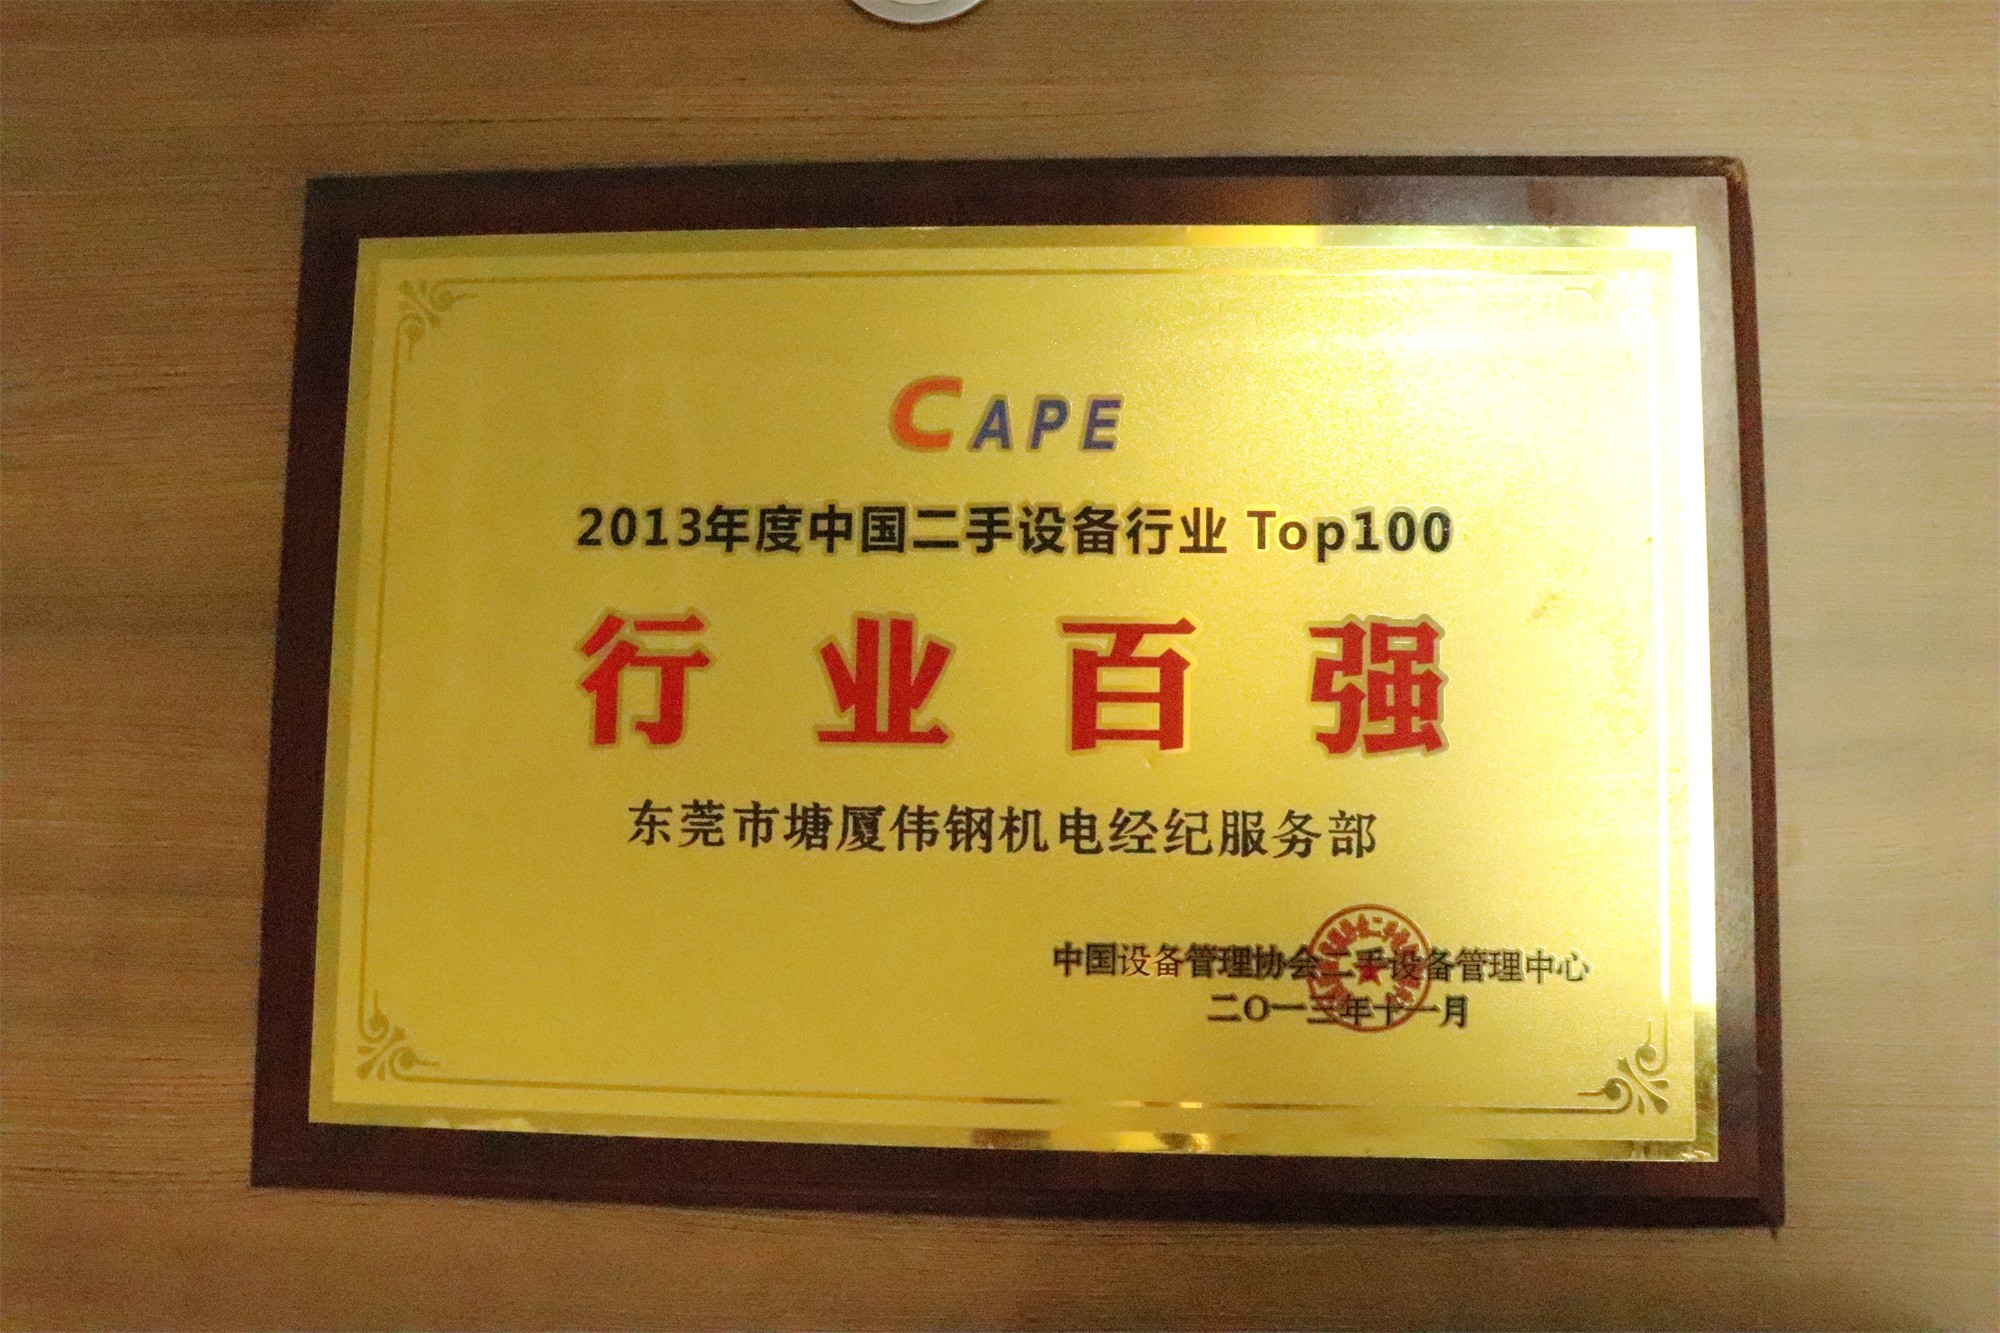 CAPE
2013年度中国二手设备行业 Top100
行业百强
东莞市塘厦伟钢机电经纪服务部
中国设备管理协会二手设备管理中心
二〇一三年十一月